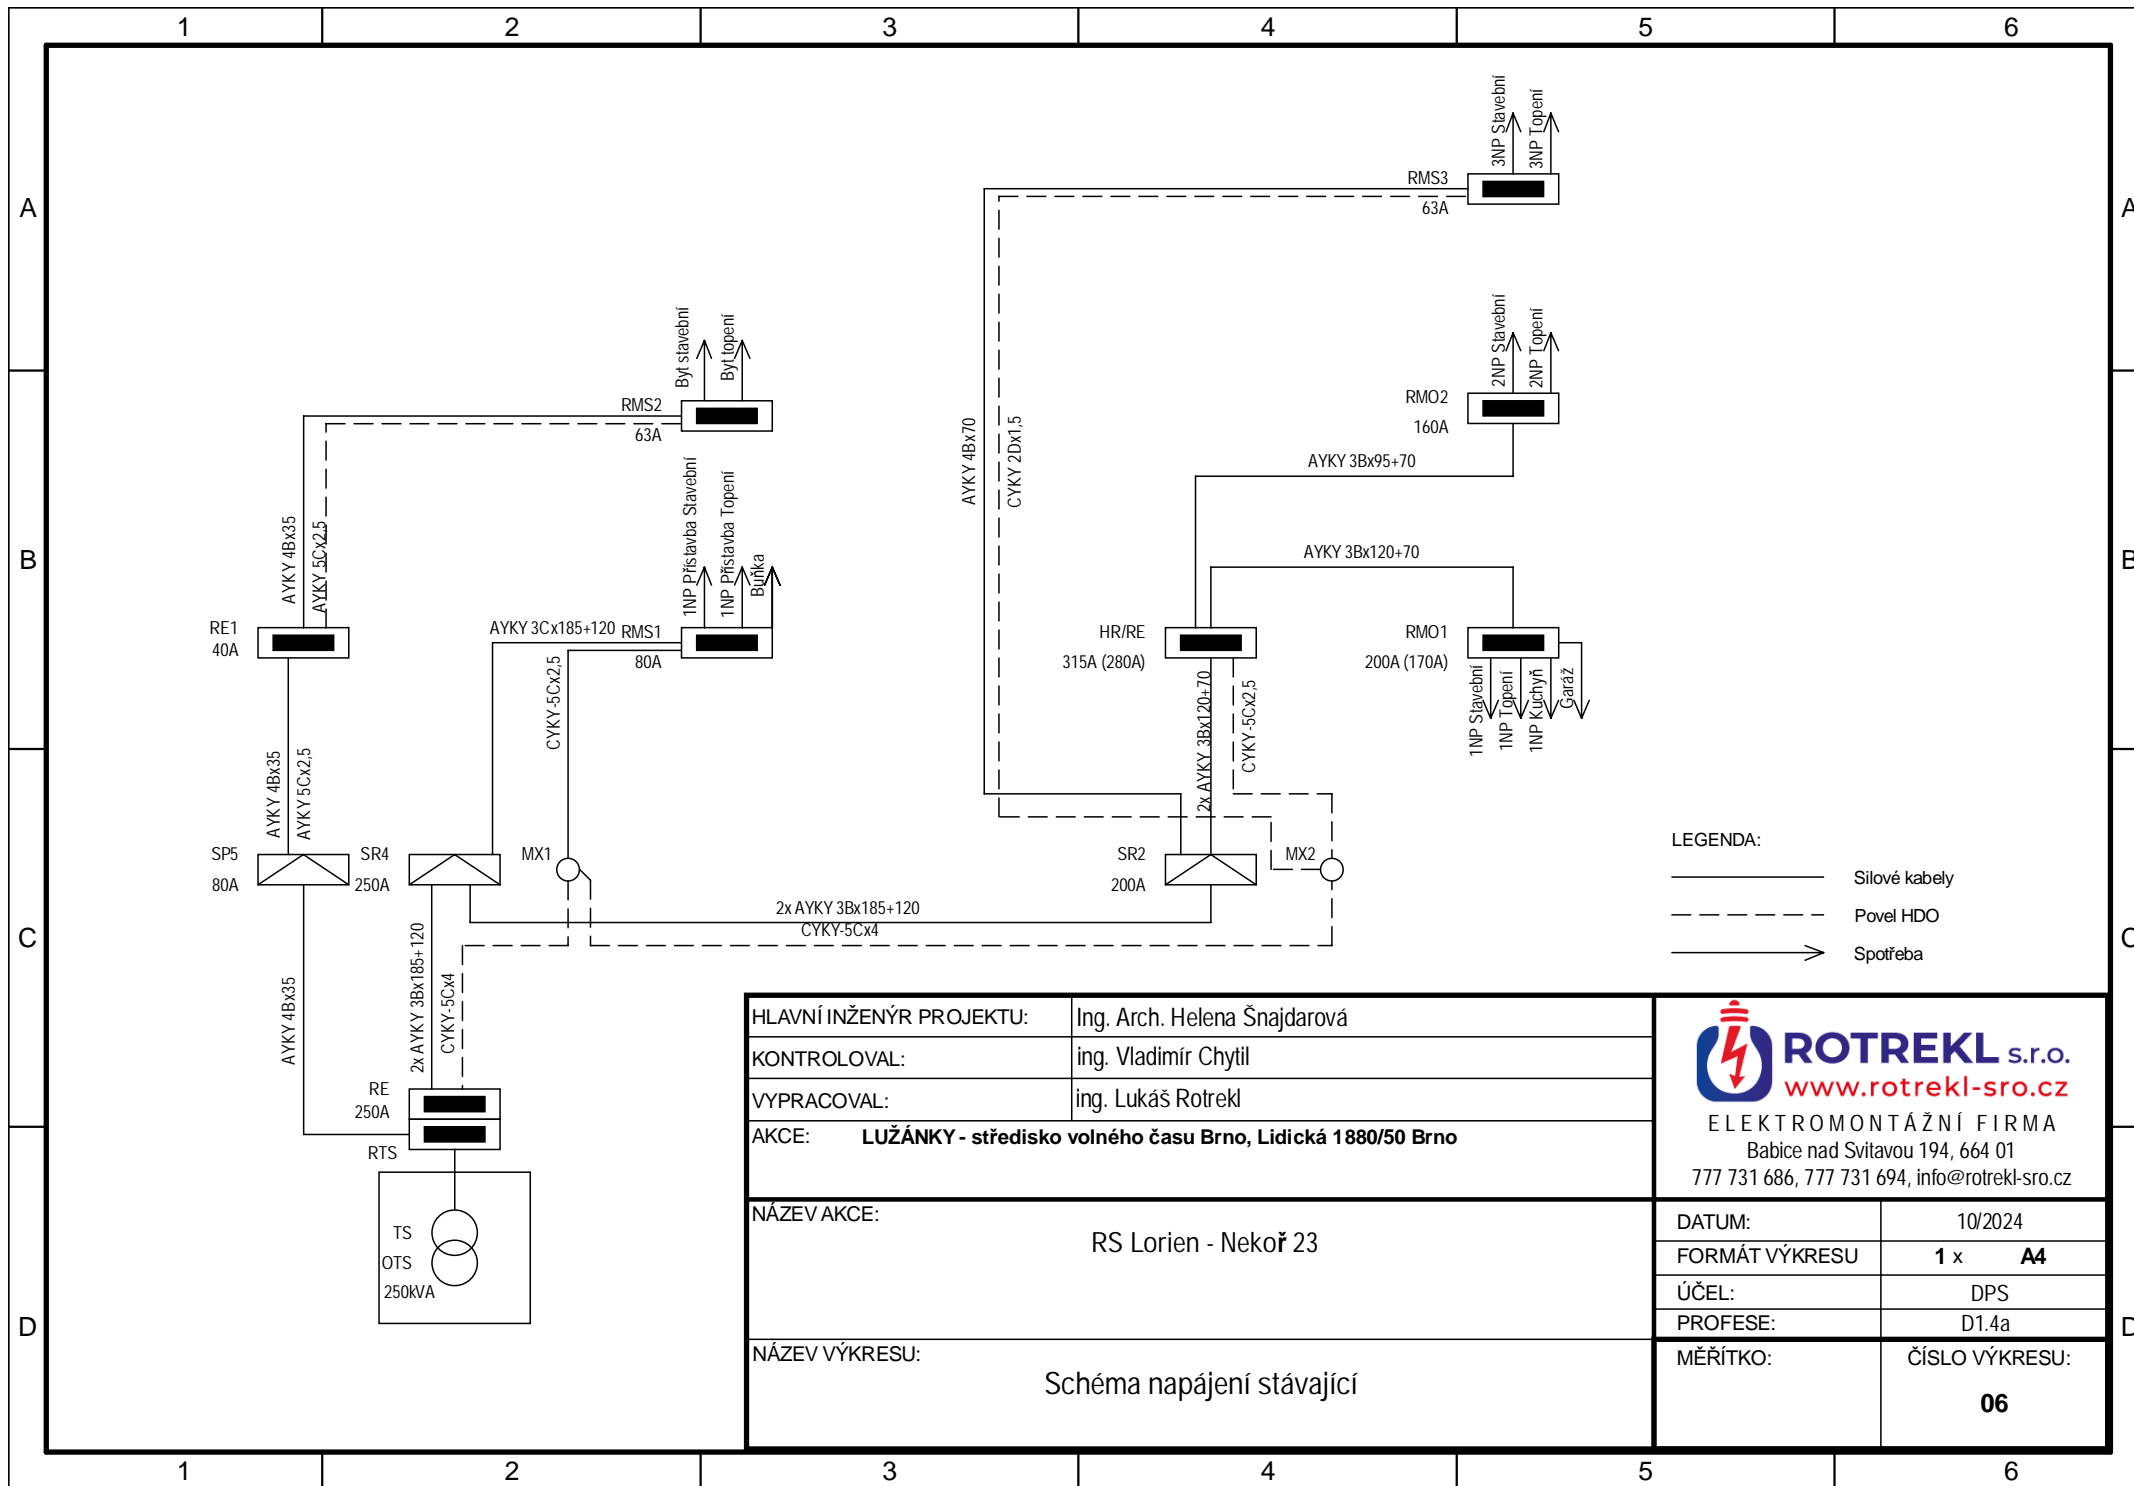 1 2 3 4 5 6
A
B
C
D
A
B
C
D
3NP Stavební
3NP Topení
RMS3
63A
2NP Stavební
2NP Topení
RMO2
160A
Byt stavební
Byt topení
RMS2
63A
AYKY 4Bx70
CYKY 2Dx1,5
AYKY 3Bx95+70
1NP Přístavba Stavební
1NP Přístavba Topení
Buňka
AYKY 4Bx35
AYKY 5Cx2,5
AYKY 3Bx120+70
RE1
40A
AYKY 3Cx185+120
RMS1
80A
CYKY-5Cx2,5
HR/RE
315A (280A)
RMO1
200A (170A)
1NP Stavební
1NP Topení
1NP Kuchyň
Garáž
2x AYKY 3Bx120+70
CYKY-5Cx2,5
AYKY 4Bx35
AYKY 5Cx2,5
SP5
80A
SR4
250A
MX1
SR2
200A
MX2
2x AYKY 3Bx185+120
CYKY-5Cx4
AYKY 4Bx35
2x AYKY 3Bx185+120
CYKY-5Cx4
RE
250A
RTS
TS
OTS
250kVA
LEGENDA:
Silové kabely
Povel HDO
Spotřeba
HLAVNÍ INŽENÝR PROJEKTU: Ing. Arch. Helena Šnajdarová
KONTROLOVAL: ing. Vladimír Chytil
VYPRACOVAL: ing. Lukáš Rotrekl
AKCE: LUŽÁNKY - středisko volného času Brno, Lidická 1880/50 Brno
NÁZEV AKCE:
RS Lorien - Nekoř 23
NÁZEV VÝKRESU:
Schéma napájení stávající
ROTREKL s.r.o.
www.rotrekl-sro.cz
ELEKTROMONTÁŽNÍ FIRMA
Babice nad Svitavou 194, 664 01
777 731 686, 777 731 694, info@rotrekl-sro.cz
DATUM: 10/2024
FORMÁT VÝKRESU 1 x A4
ÚČEL: DPS
PROFESE: D1.4a
MĚŘÍTKO:
ČÍSLO VÝKRESU:
06
1 2 3 4 5 6